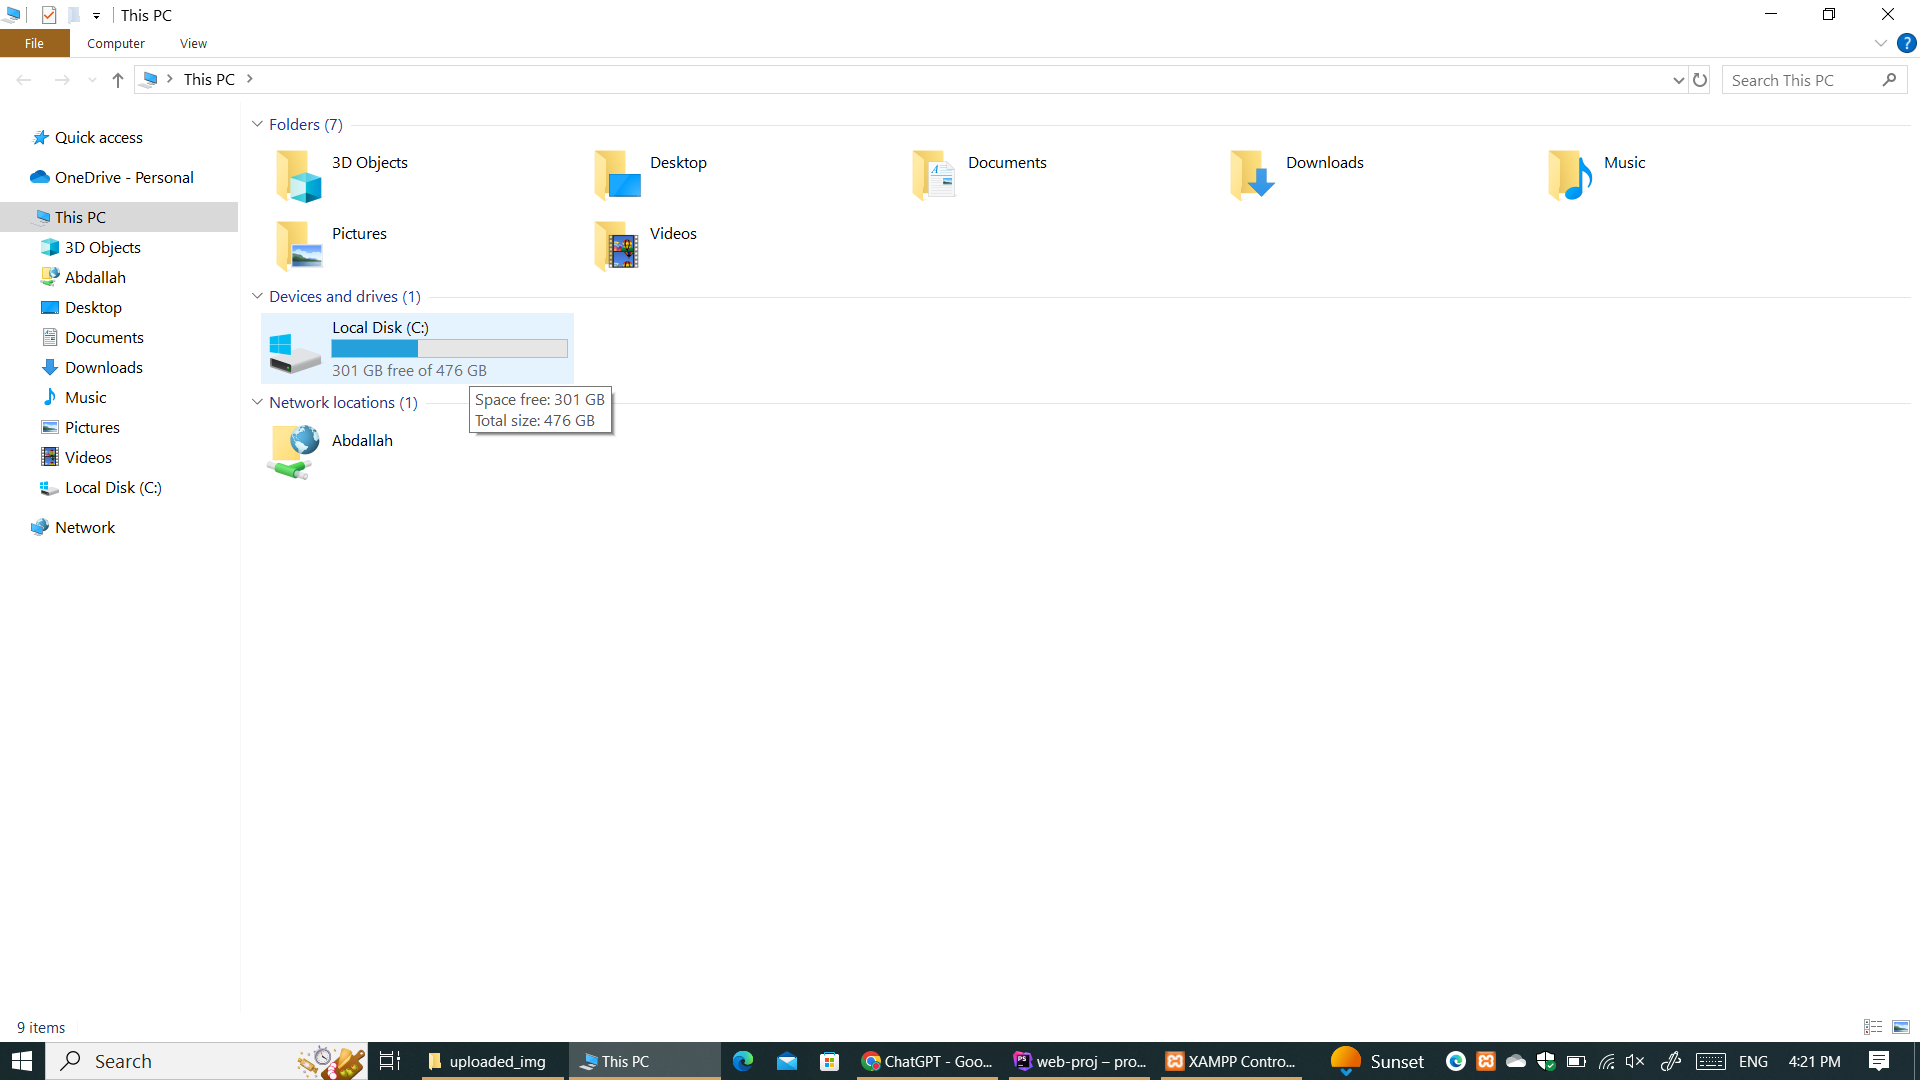 This PC
File
Computer
View
?
This PC
Search This PC
Quick access
OneDrive - Personal
This PC
3D Objects
Abdallah
Desktop
Documents
Downloads
Music
Pictures
Videos
Local Disk (C:)
Network
Folders (7)
3D Objects
Desktop
Documents
Downloads
Music
Pictures
Videos
Devices and drives (1)
Local Disk (C:)
301 GB free of 476 GB
Space free: 301 GB
Total size: 476 GB
Network locations (1)
Abdallah
9 items
Search
uploaded_img
This PC
ChatGPT - Goo...
web-proj – pro...
XAMPP Contro...
Sunset
ENG
4:21 PM